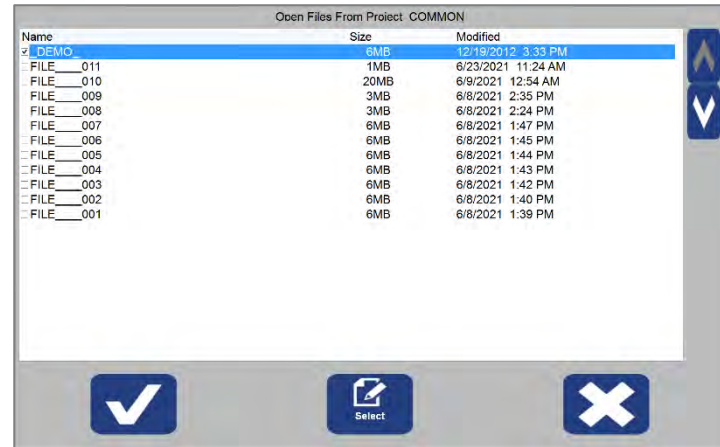 Open Files From Project COMMON
Name Size Modified
_DEMO_ 6MB 12/19/2012 3:33 PM
FILE____011 1MB 6/23/2021 11:24 AM
FILE____010 20MB 6/9/2021 12:54 AM
FILE____009 3MB 6/8/2021 2:35 PM
FILE____008 3MB 6/8/2021 2:24 PM
FILE____007 6MB 6/8/2021 1:47 PM
FILE____006 6MB 6/8/2021 1:45 PM
FILE____005 6MB 6/8/2021 1:44 PM
FILE____004 6MB 6/8/2021 1:43 PM
FILE____003 6MB 6/8/2021 1:42 PM
FILE____002 6MB 6/8/2021 1:40 PM
FILE____001 6MB 6/8/2021 1:39 PM
Select